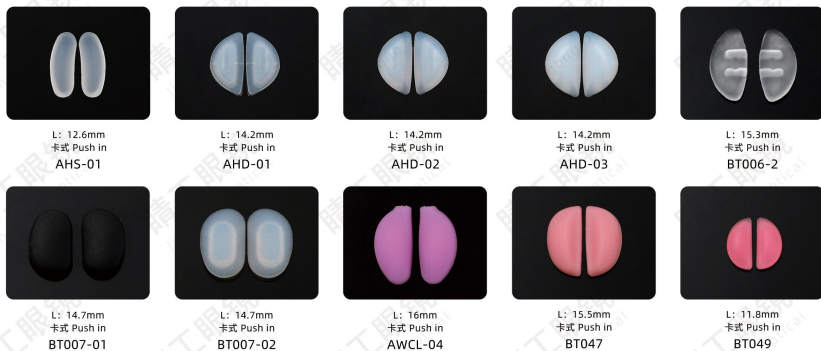 L: 12.6mm
卡式 Push in
AHS-01
L: 14.2mm
卡式 Push in
AHD-01
L: 14.2mm
卡式 Push in
AHD-02
L: 14.2mm
卡式 Push in
AHD-03
L: 15.3mm
卡式 Push in
BT006-2
L: 14.7mm
卡式 Push in
BT007-01
L: 14.7mm
卡式 Push in
BT007-02
L: 16mm
卡式 Push in
AWCL-04
L: 15.5mm
卡式 Push in
BT047
L: 11.8mm
卡式 Push in
BT049